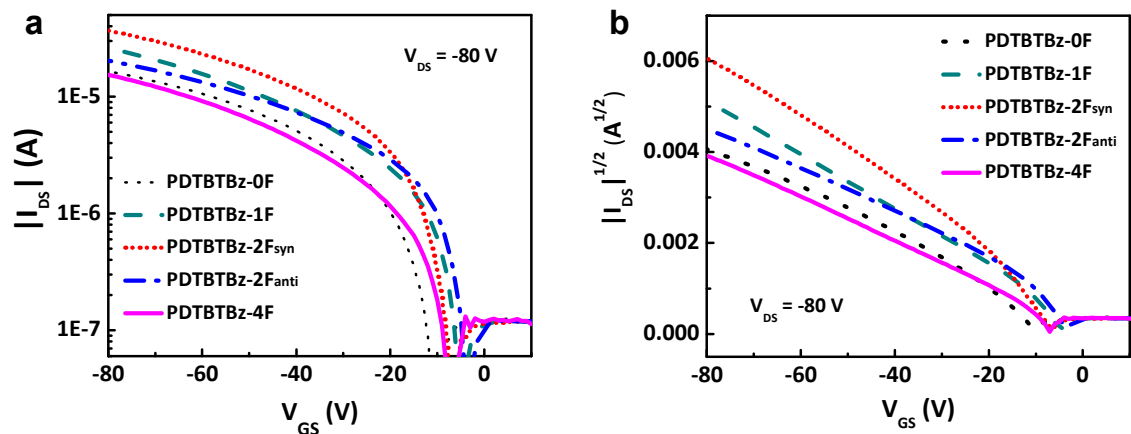 a
V_DS = -80 V
1E-5
1E-6
1E-7
|I_DS| (A)
PDTBTBz-0F
PDTBTBz-1F
PDTBTBz-2Fsyn
PDTBTBz-2Fanti
PDTBTBz-4F
-80 -60 -40 -20 0
V_GS (V)
b
0.006
0.004
0.002
0.000
|I_DS|^1/2 (A^1/2)
PDTBTBz-0F
PDTBTBz-1F
PDTBTBz-2Fsyn
PDTBTBz-2Fanti
PDTBTBz-4F
V_DS = -80 V
-80 -60 -40 -20 0
V_GS (V)